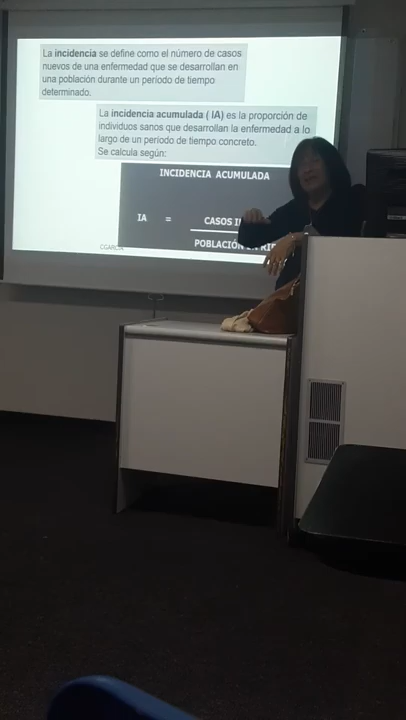 La incidencia se define como el número de casos
nuevos de una enfermedad que se desarrollan en
una población durante un período de tiempo
determinado.
La incidencia acumulada ( IA) es la proporción de
individuos sanos que desarrollan la enfermedad a lo
largo de un período de tiempo concreto.
Se calcula según:
INCIDENCIA ACUMULADA
IA = CASOS
POBLACIÓN